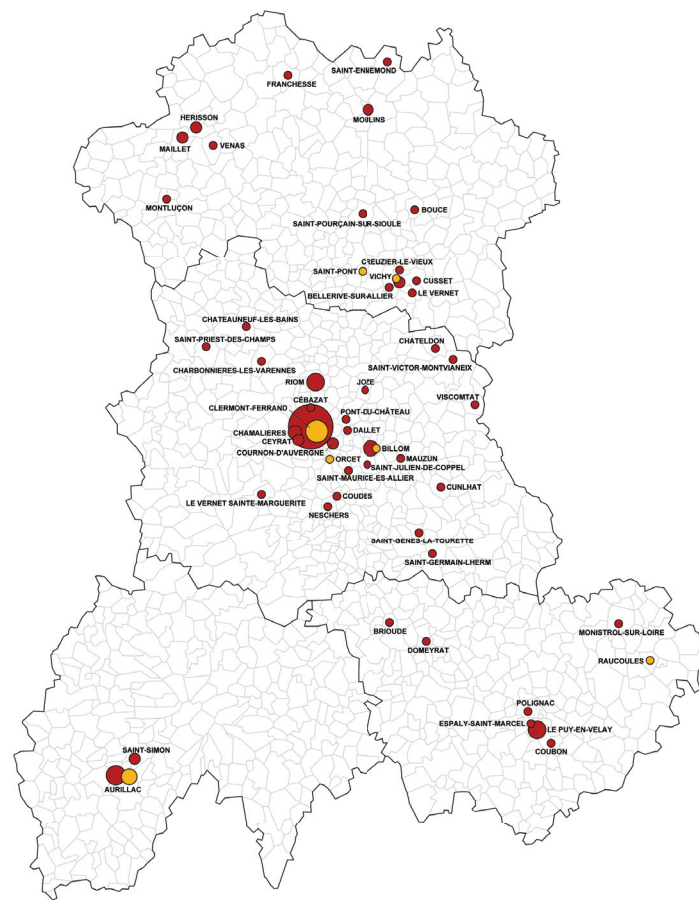 SAINT-ENNEMOND
FRANCHESSE
MOULINS
HERISSON
VENAS
MAILLET
MONTLUÇON
BOUCE
SAINT-POURÇAIN-SUR-SIOULE
CREUZIER-LE-VIEUX
SAINT-PONT
VICHY
CUSSET
BELLERIVE-SUR-ALLIER
LE VERNET
CHATEAUNEUF-LES-BAINS
SAINT-PRIEST-DES-CHAMPS
CHATELDON
CHARBONNIERES-LES-VARENNES
SAINT-VICTOR-MONTVIANEIX
RIOM
JOZE
VISCOMTAT
CÉBAZAT
CLERMONT-FERRAND
PONT-DU-CHÂTEAU
CHAMALIERES
DALLET
CEYRAT
COURNON-D'AUVERGNE
BILLOM
ORCET
MAUZUN
SAINT-JULIEN-DE-COPPEL
SAINT-MAURICE-ES-ALLIER
CUNLHAT
LE VERNET SAINTE-MARGUERITE
COUDES
NESCHERS
SAINT-GENES-LA-TOURETTE
SAINT-GERMAIN-LHERM
BRIOUDE
MONISTROL-SUR-LOIRE
DOMEYRAT
RAUCOULES
POLIGNAC
ESPALY-SAINT-MARCEL
LE PUY-EN-VELAY
COUBON
SAINT-SIMON
AURILLAC